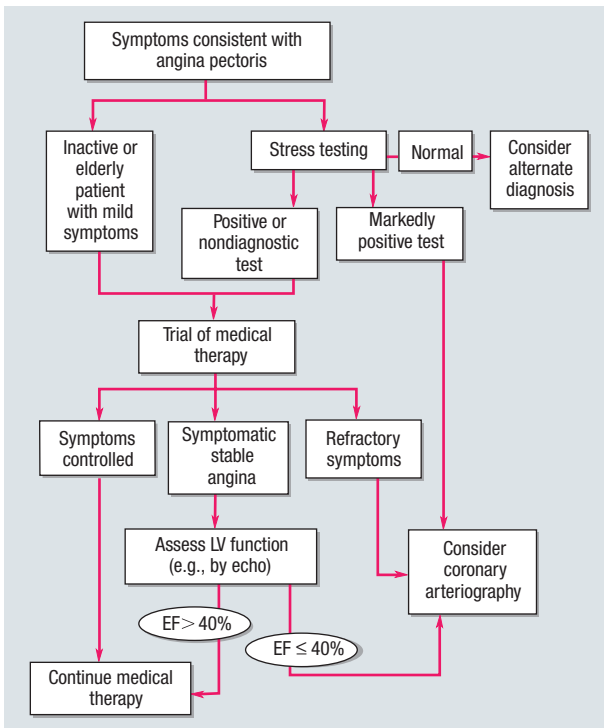 Symptoms consistent with
angina pectoris
Inactive or
elderly
patient
with mild
symptoms
Stress testing
Normal
Consider
alternate
diagnosis
Positive or
nondiagnostic
test
Markedly
positive test
Trial of medical
therapy
Symptoms
controlled
Symptomatic
stable
angina
Refractory
symptoms
Assess LV function
(e.g., by echo)
Consider
coronary
arteriography
EF > 40%
EF ≤ 40%
Continue medical
therapy